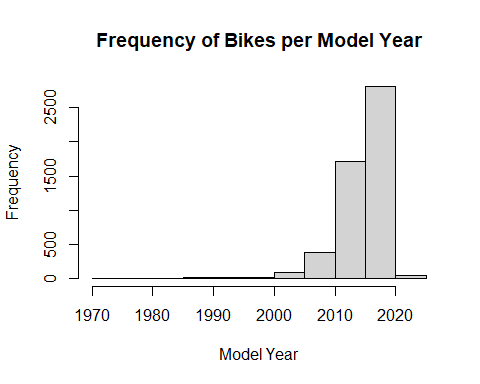 Frequency of Bikes per Model Year
Frequency
2500
1500
500
0
1970 1980 1990 2000 2010 2020
Model Year